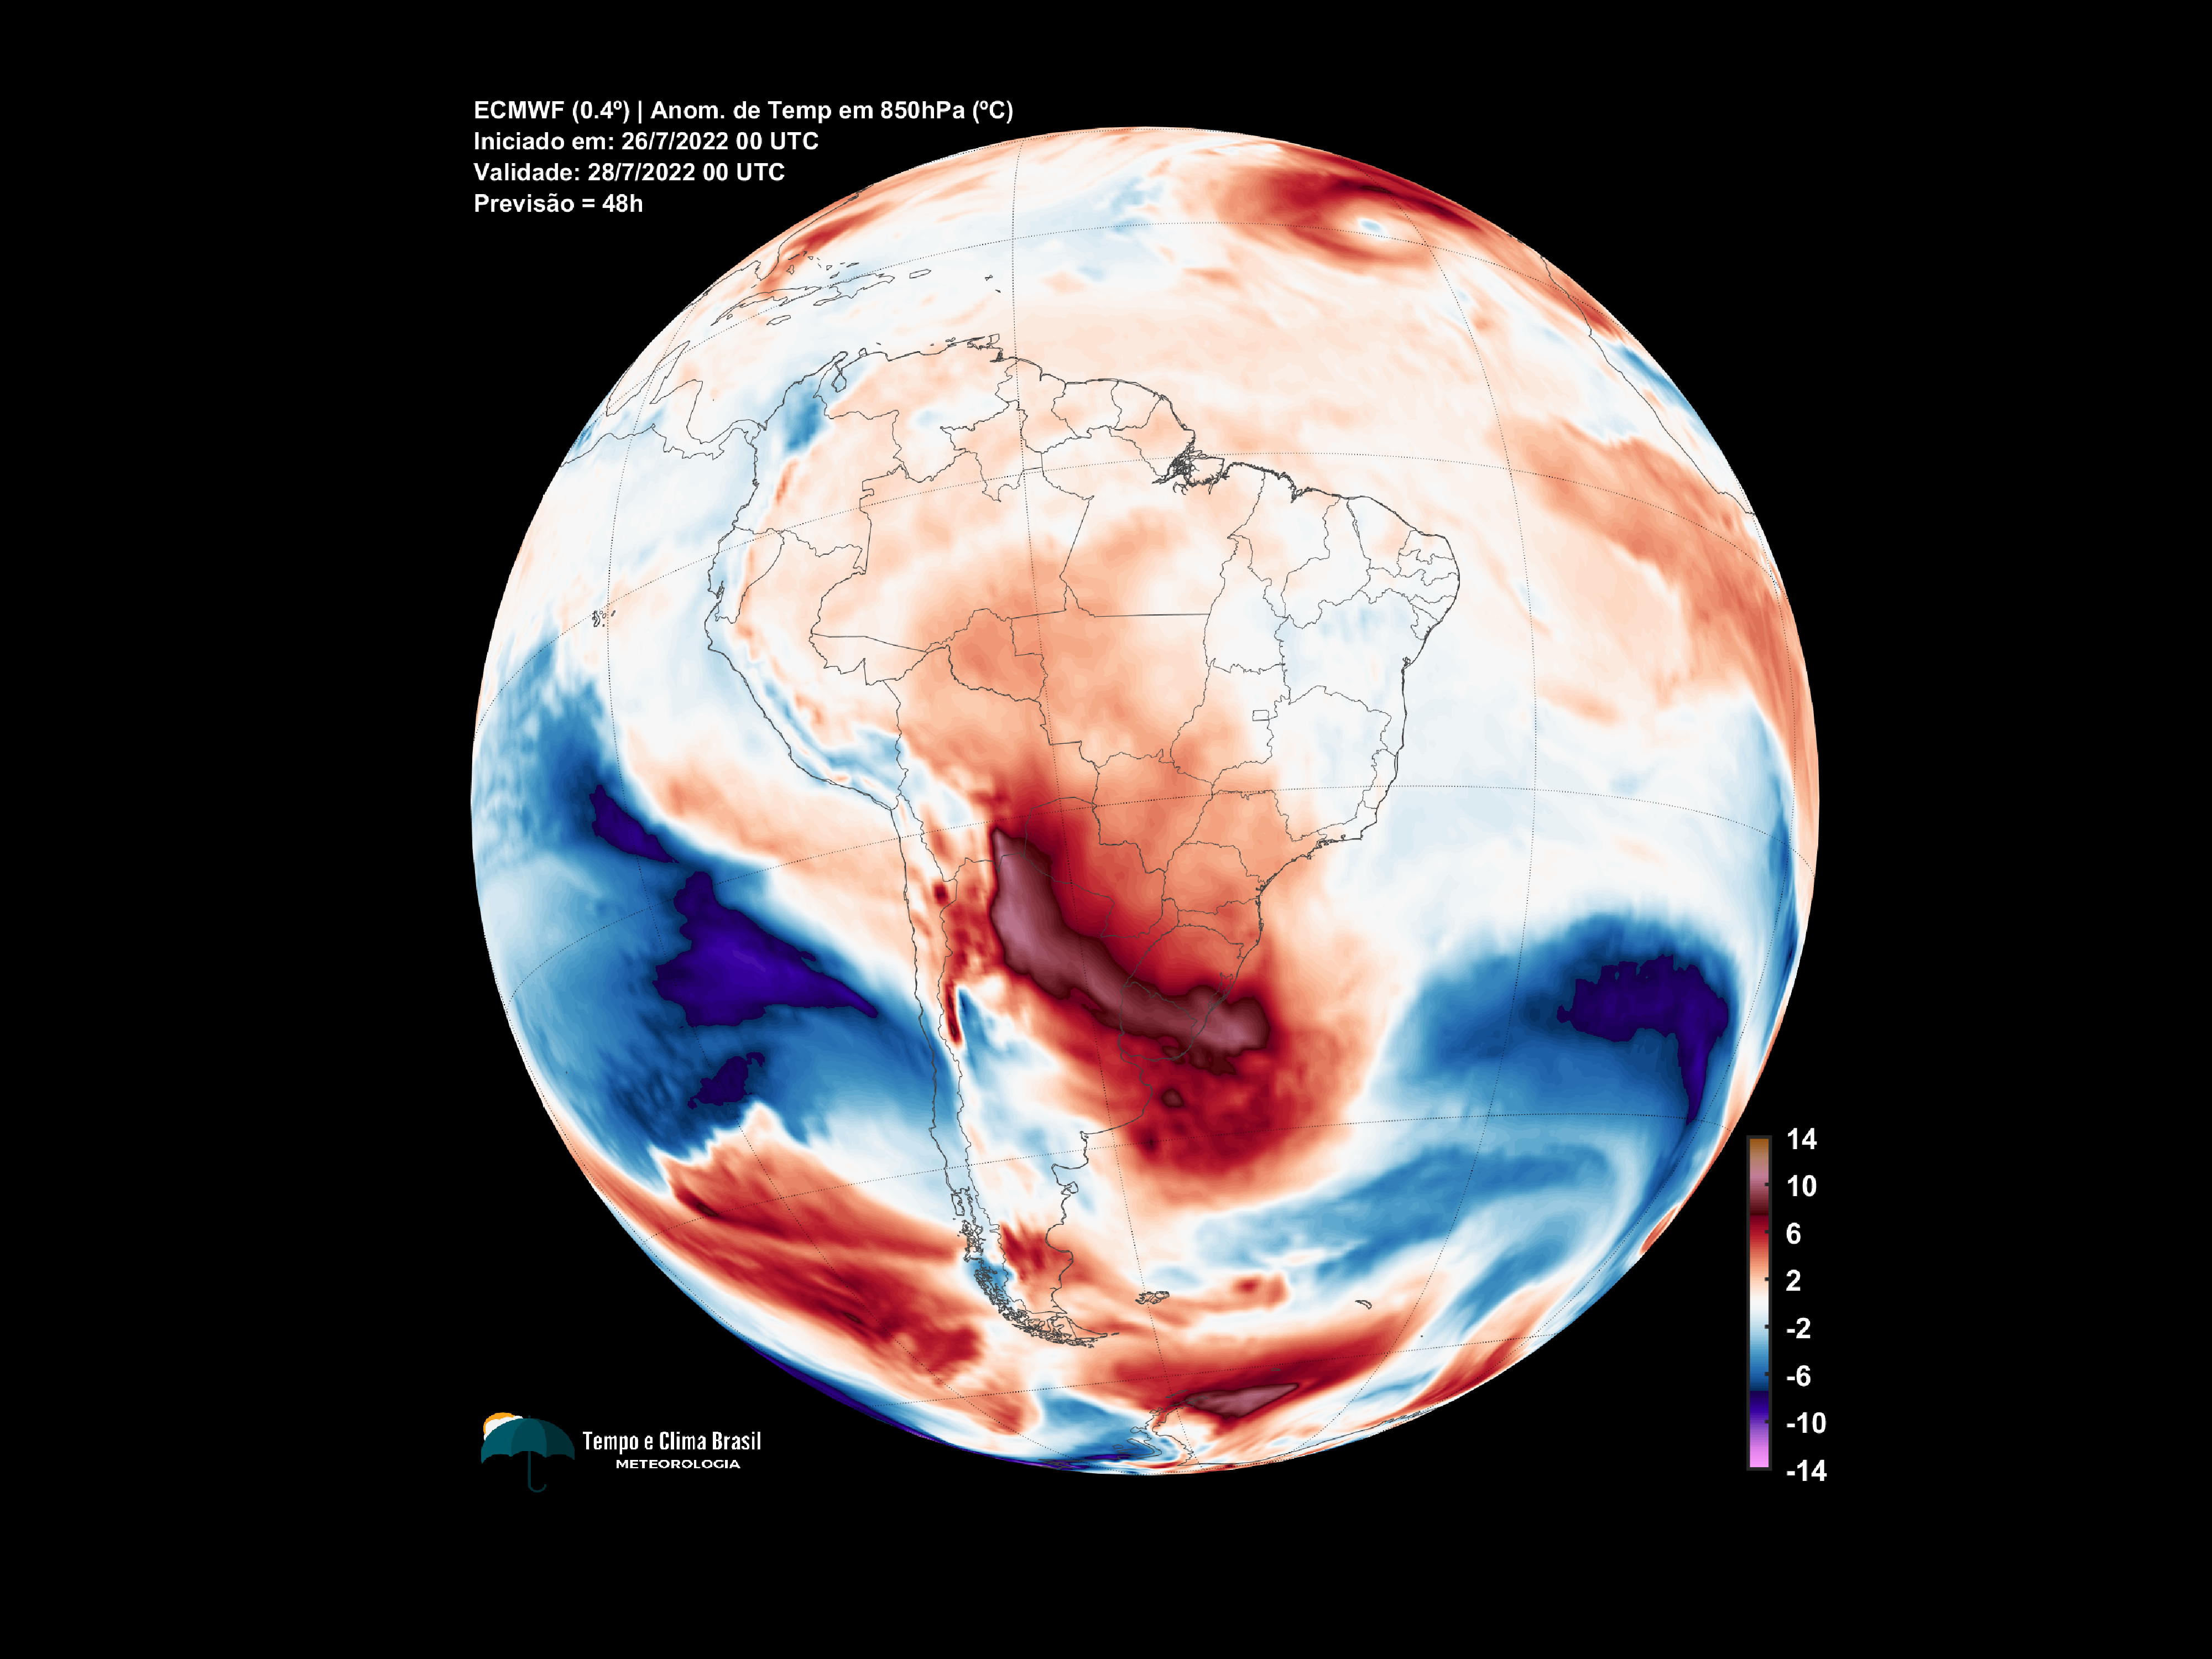 ECMWF (0.4º) | Anom. de Temp em 850hPa (ºC)
Iniciado em: 26/7/2022 00 UTC
Validade: 28/7/2022 00 UTC
Previsão = 48h
14
10
6
2
-2
-6
-10
-14
Tempo e Clima Brasil
METEOROLOGIA